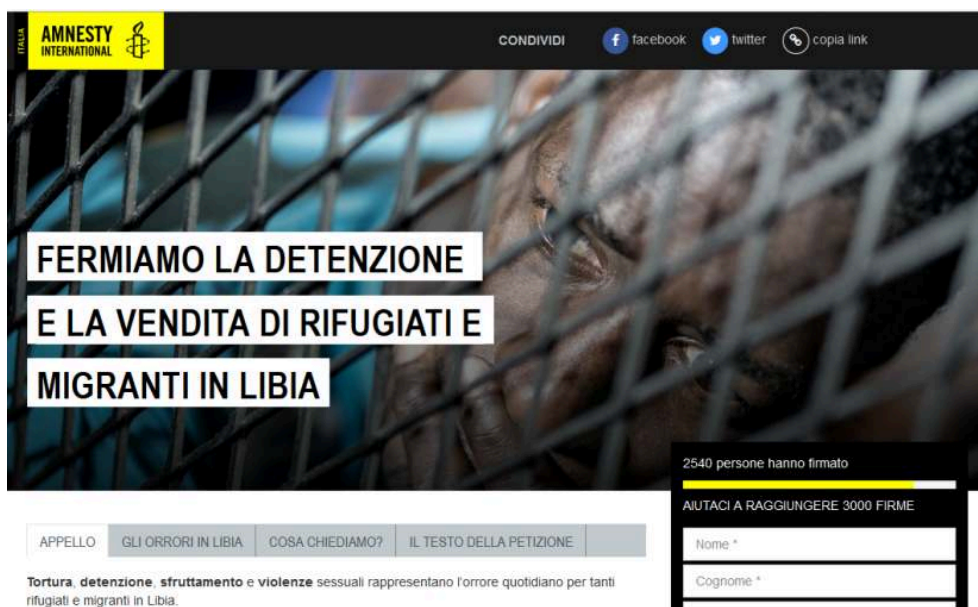 ITALIA
AMNESTY
INTERNATIONAL
CONDIVIDI
facebook
twitter
copia link
FERMIAMO LA DETENZIONE
E LA VENDITA DI RIFUGIATI E
MIGRANTI IN LIBIA
2540 persone hanno firmato
AIUTACI A RAGGIUNGERE 3000 FIRME
Nome *
Cognome *
APPELLO
GLI ORRORI IN LIBIA
COSA CHIEDIAMO?
IL TESTO DELLA PETIZIONE
Tortura, detenzione, sfruttamento e violenze sessuali rappresentano l'orrore quotidiano per tanti
rifugiati e migranti in Libia.